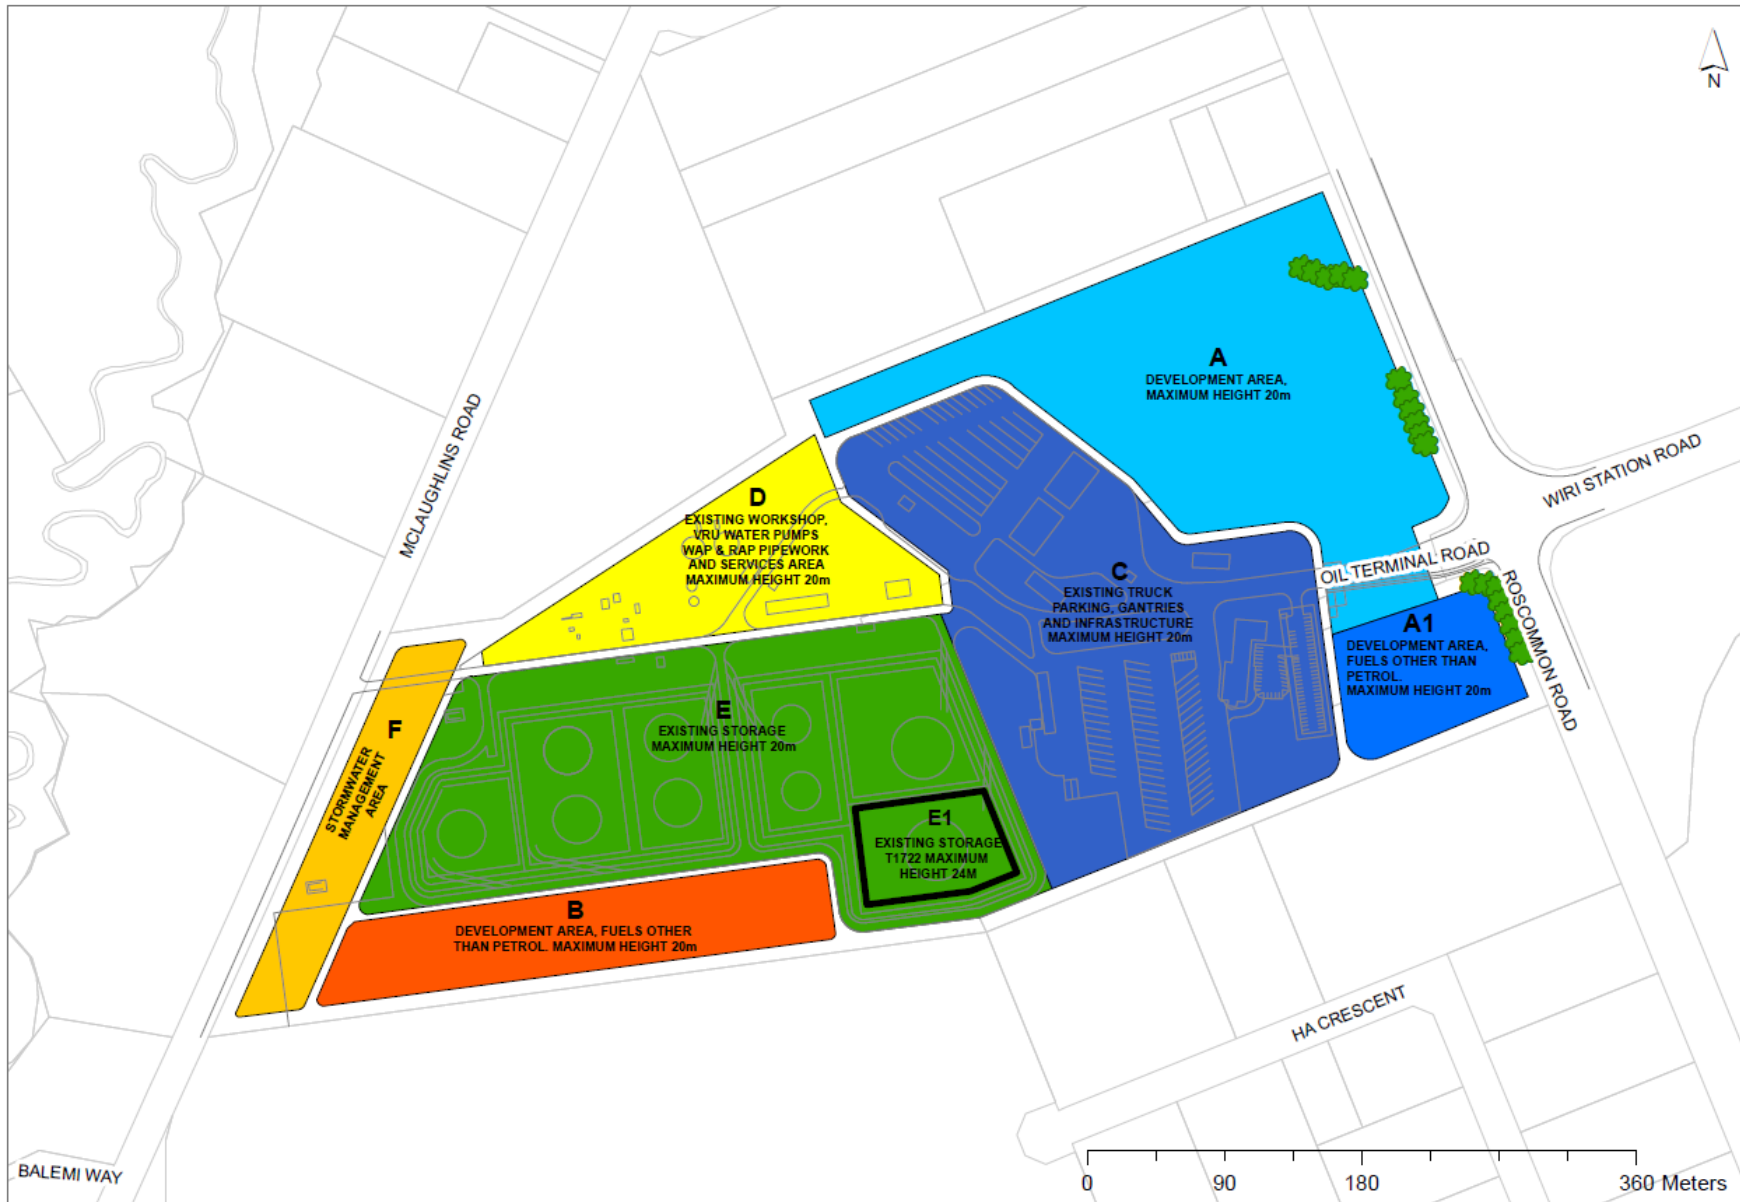 N
A
DEVELOPMENT AREA,
MAXIMUM HEIGHT 20m
MCLAUGHLINS ROAD
WIRI STATION ROAD
D
EXISTING WORKSHOP,
VRU WATER PUMPS
WAP & RAP PIPEWORK
AND SERVICES AREA
MAXIMUM HEIGHT 20m
OIL TERMINAL ROAD
C
EXISTING TRUCK
PARKING, GANTRIES
AND INFRASTRUCTURE
MAXIMUM HEIGHT 20m
ROSCOMMON ROAD
A1
DEVELOPMENT AREA,
FUELS OTHER THAN
PETROL.
MAXIMUM HEIGHT 20m
E
EXISTING STORAGE
MAXIMUM HEIGHT 20m
F
STORMWATER
MANAGEMENT
AREA
E1
EXISTING STORAGE
T1722 MAXIMUM
HEIGHT 24M
B
DEVELOPMENT AREA, FUELS OTHER
THAN PETROL. MAXIMUM HEIGHT 20m
HA CRESCENT
BALEMI WAY
0 90 180 360 Meters